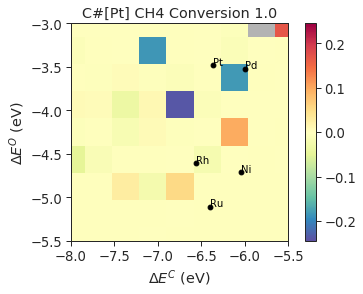 C#[Pt] CH4 Conversion 1.0
−3.0
−3.5
−4.0
−4.5
−5.0
−5.5
ΔE^O (eV)
Pt
Pd
Rh
Ni
Ru
−8.0 −7.5 −7.0 −6.5 −6.0 −5.5
ΔE^C (eV)
0.2
0.1
0.0
−0.1
−0.2